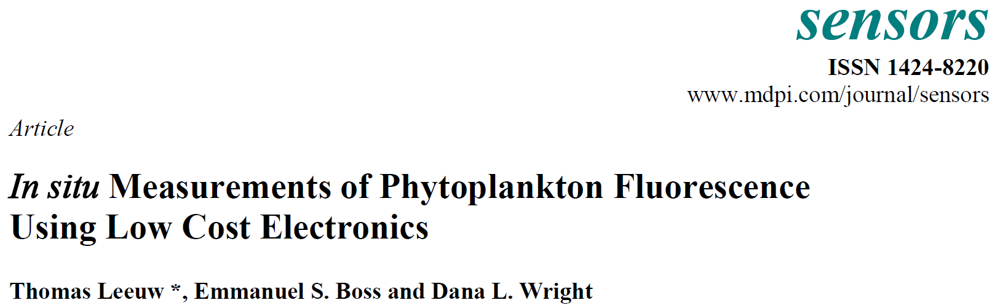 sensors
ISSN 1424-8220
www.mdpi.com/journal/sensors
Article
In situ Measurements of Phytoplankton Fluorescence
Using Low Cost Electronics
Thomas Leeuw *, Emmanuel S. Boss and Dana L. Wright